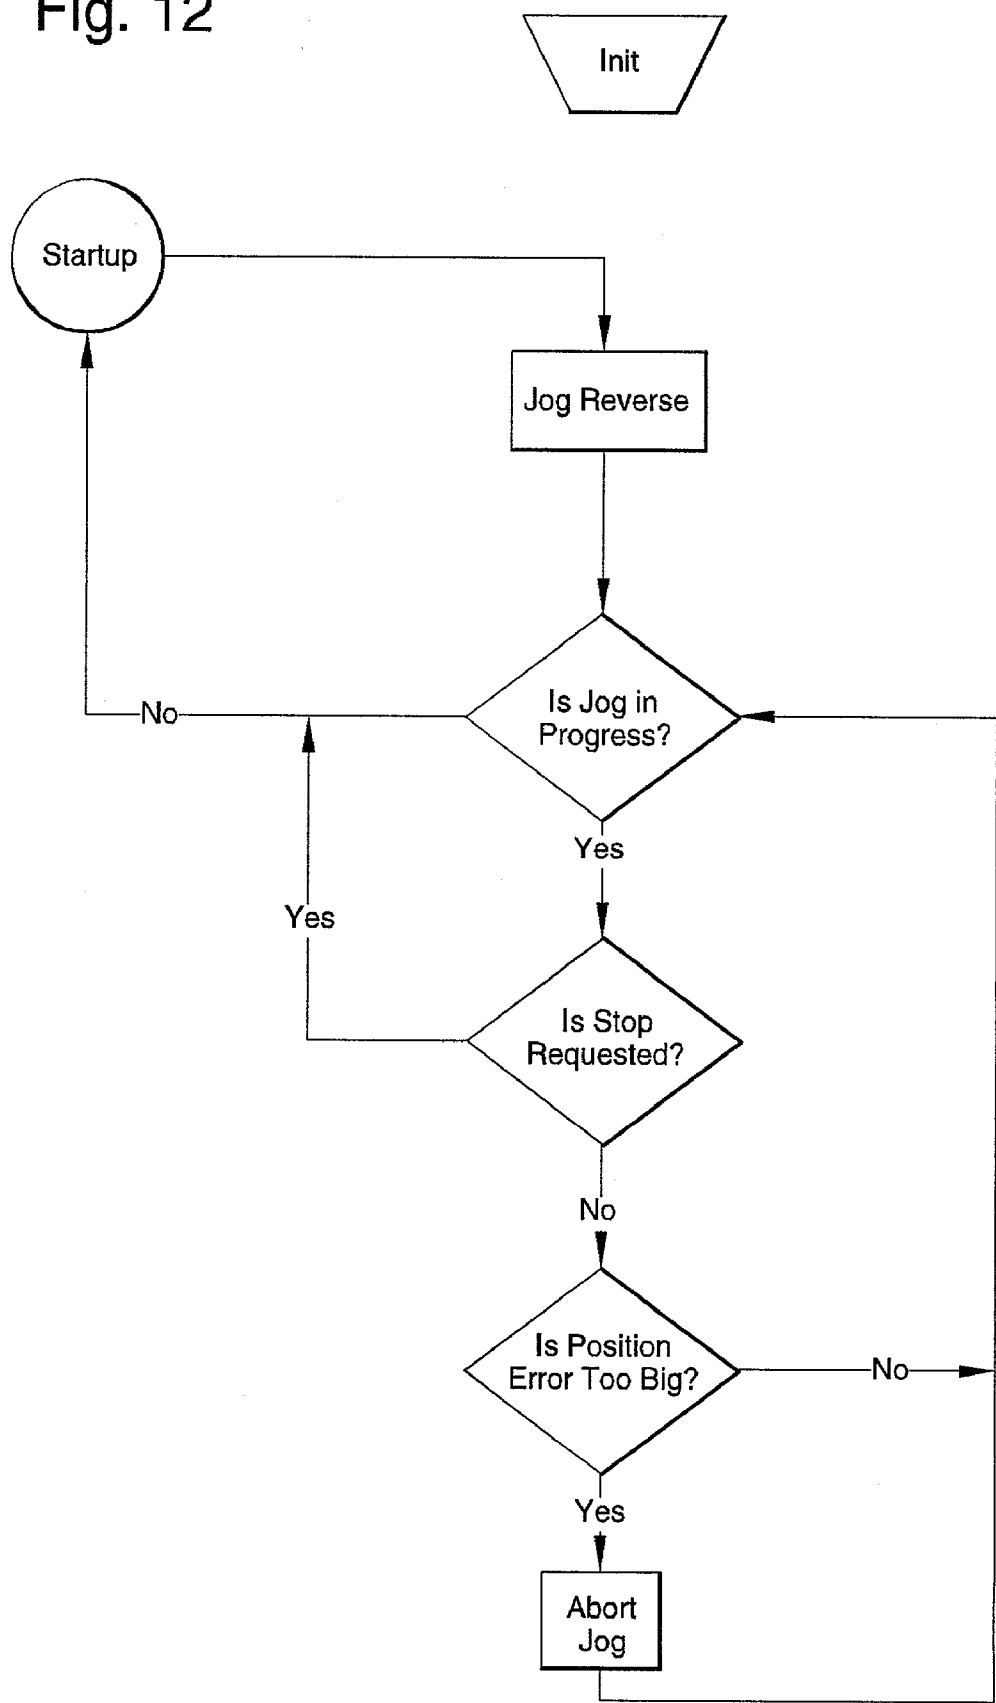 Fig. 12
Init
Startup
Jog Reverse
Is Jog in
Progress?
No
Yes
Yes
Is Stop
Requested?
No
Is Position
Error Too Big?
No
Yes
Abort
Jog